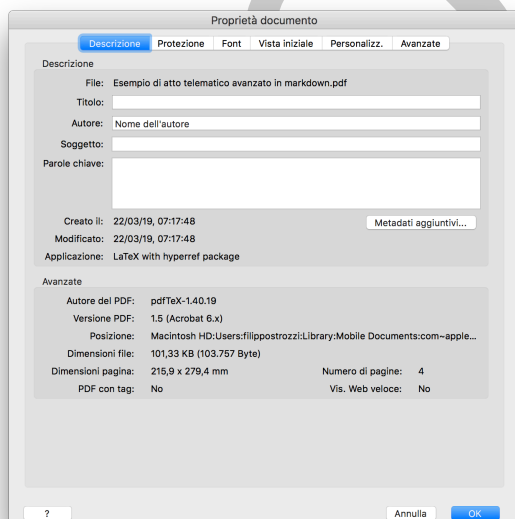 Proprietà documento
Descrizione Protezione Font Vista iniziale Personalizz. Avanzate
Descrizione
File: Esempio di atto telematico avanzato in markdown.pdf
Titolo:
Autore: Nome dell'autore
Soggetto:
Parole chiave:
Creato il: 22/03/19, 07:17:48 Metadati aggiuntivi...
Modificato: 22/03/19, 07:17:48
Applicazione: LaTeX with hyperref package
Avanzate
Autore del PDF: pdfTeX-1.40.19
Versione PDF: 1.5 (Acrobat 6.x)
Posizione: Macintosh HD:Users:filippostrozzi:Library:Mobile Documents:com~apple...
Dimensioni file: 101,33 KB (103.757 Byte)
Dimensioni pagina: 215,9 x 279,4 mm Numero di pagine: 4
PDF con tag: No Vis. Web veloce: No
? Annulla OK